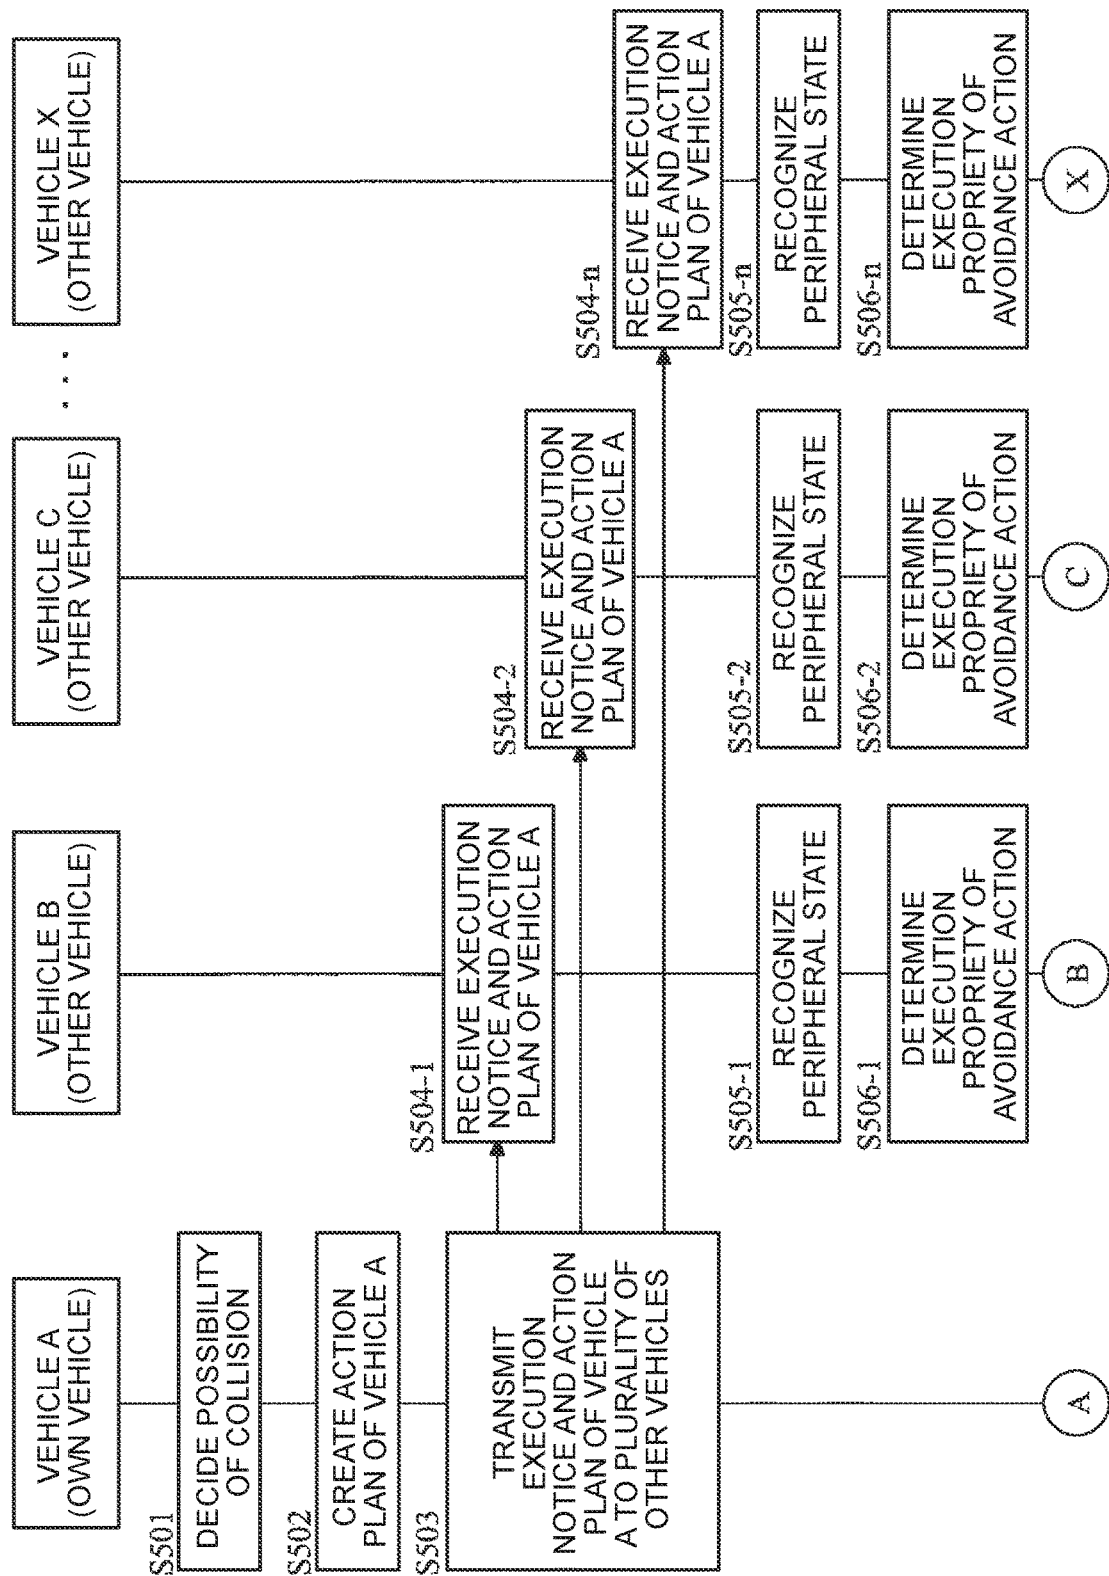 VEHICLE A
(OWN VEHICLE)
S501
DECIDE POSSIBILITY
OF COLLISION
S502
CREATE ACTION
PLAN OF VEHICLE A
S503
TRANSMIT
EXECUTION
NOTICE AND ACTION
PLAN OF VEHICLE
A TO PLURALITY OF
OTHER VEHICLES
A
VEHICLE B
(OTHER VEHICLE)
S504-1
RECEIVE EXECUTION
NOTICE AND ACTION
PLAN OF VEHICLE A
S505-1
RECOGNIZE
PERIPHERAL STATE
S506-1
DETERMINE
EXECUTION
PROPRIETY OF
AVOIDANCE ACTION
B
VEHICLE C
(OTHER VEHICLE)
S504-2
RECEIVE EXECUTION
NOTICE AND ACTION
PLAN OF VEHICLE A
S505-2
RECOGNIZE
PERIPHERAL STATE
S506-2
DETERMINE
EXECUTION
PROPRIETY OF
AVOIDANCE ACTION
C
. . .
VEHICLE X
(OTHER VEHICLE)
S504-n
RECEIVE EXECUTION
NOTICE AND ACTION
PLAN OF VEHICLE A
S505-n
RECOGNIZE
PERIPHERAL STATE
S506-n
DETERMINE
EXECUTION
PROPRIETY OF
AVOIDANCE ACTION
X